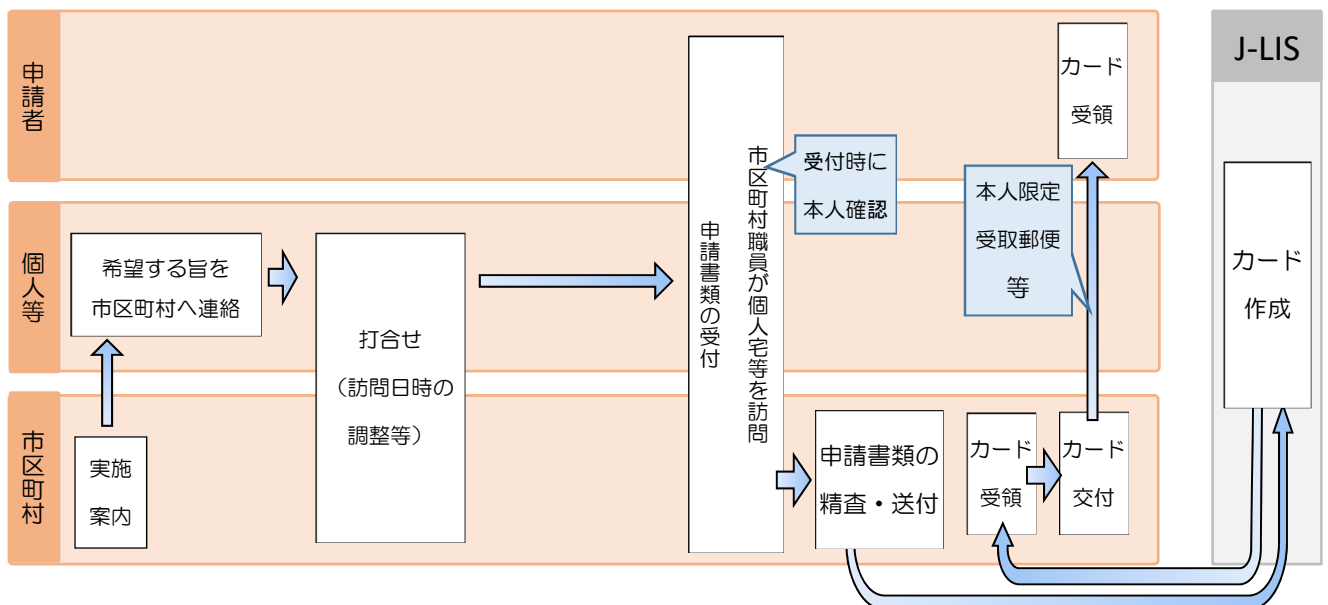 申請者
個人等
市区町村
実施
案内
希望する旨を
市区町村へ連絡
打合せ
（訪問日時の
調整等）
市区町村職員が個人宅等を訪問
申請書類の受付
受付時に
本人確認
申請書類の
精査・送付
カード
受領
カード
交付
本人限定
受取郵便
等
カード
受領
J-LIS
カード
作成